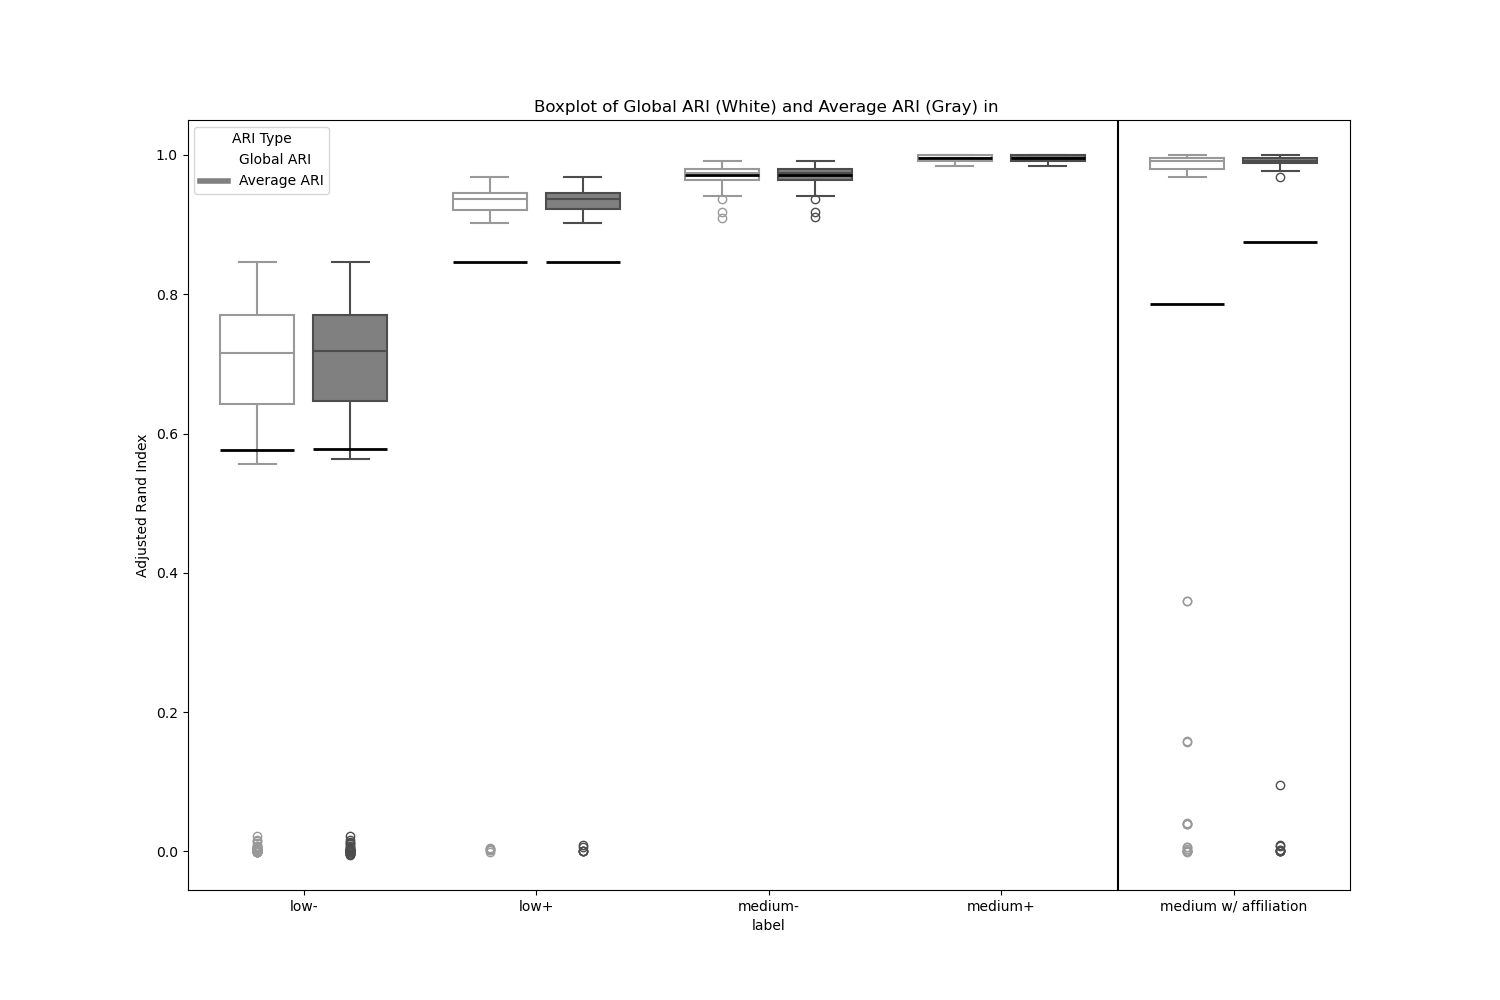 Boxplot of Global ARI (White) and Average ARI (Gray) in
ARI Type
Global ARI
Average ARI
Adjusted Rand Index
1.0
0.8
0.6
0.4
0.2
0.0
low-
low+
medium-
medium+
medium w/ affiliation
label